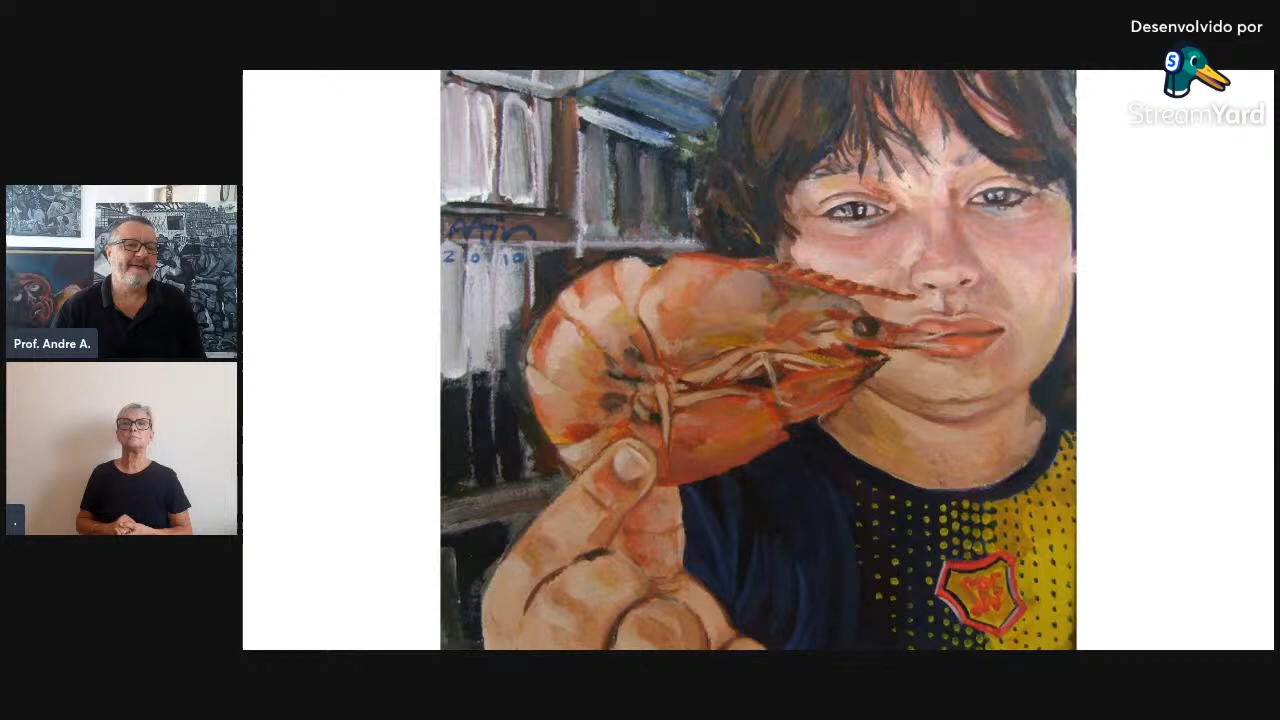 Desenvolvido por
S
StreamYard
Prof. Andre A.
.
2010